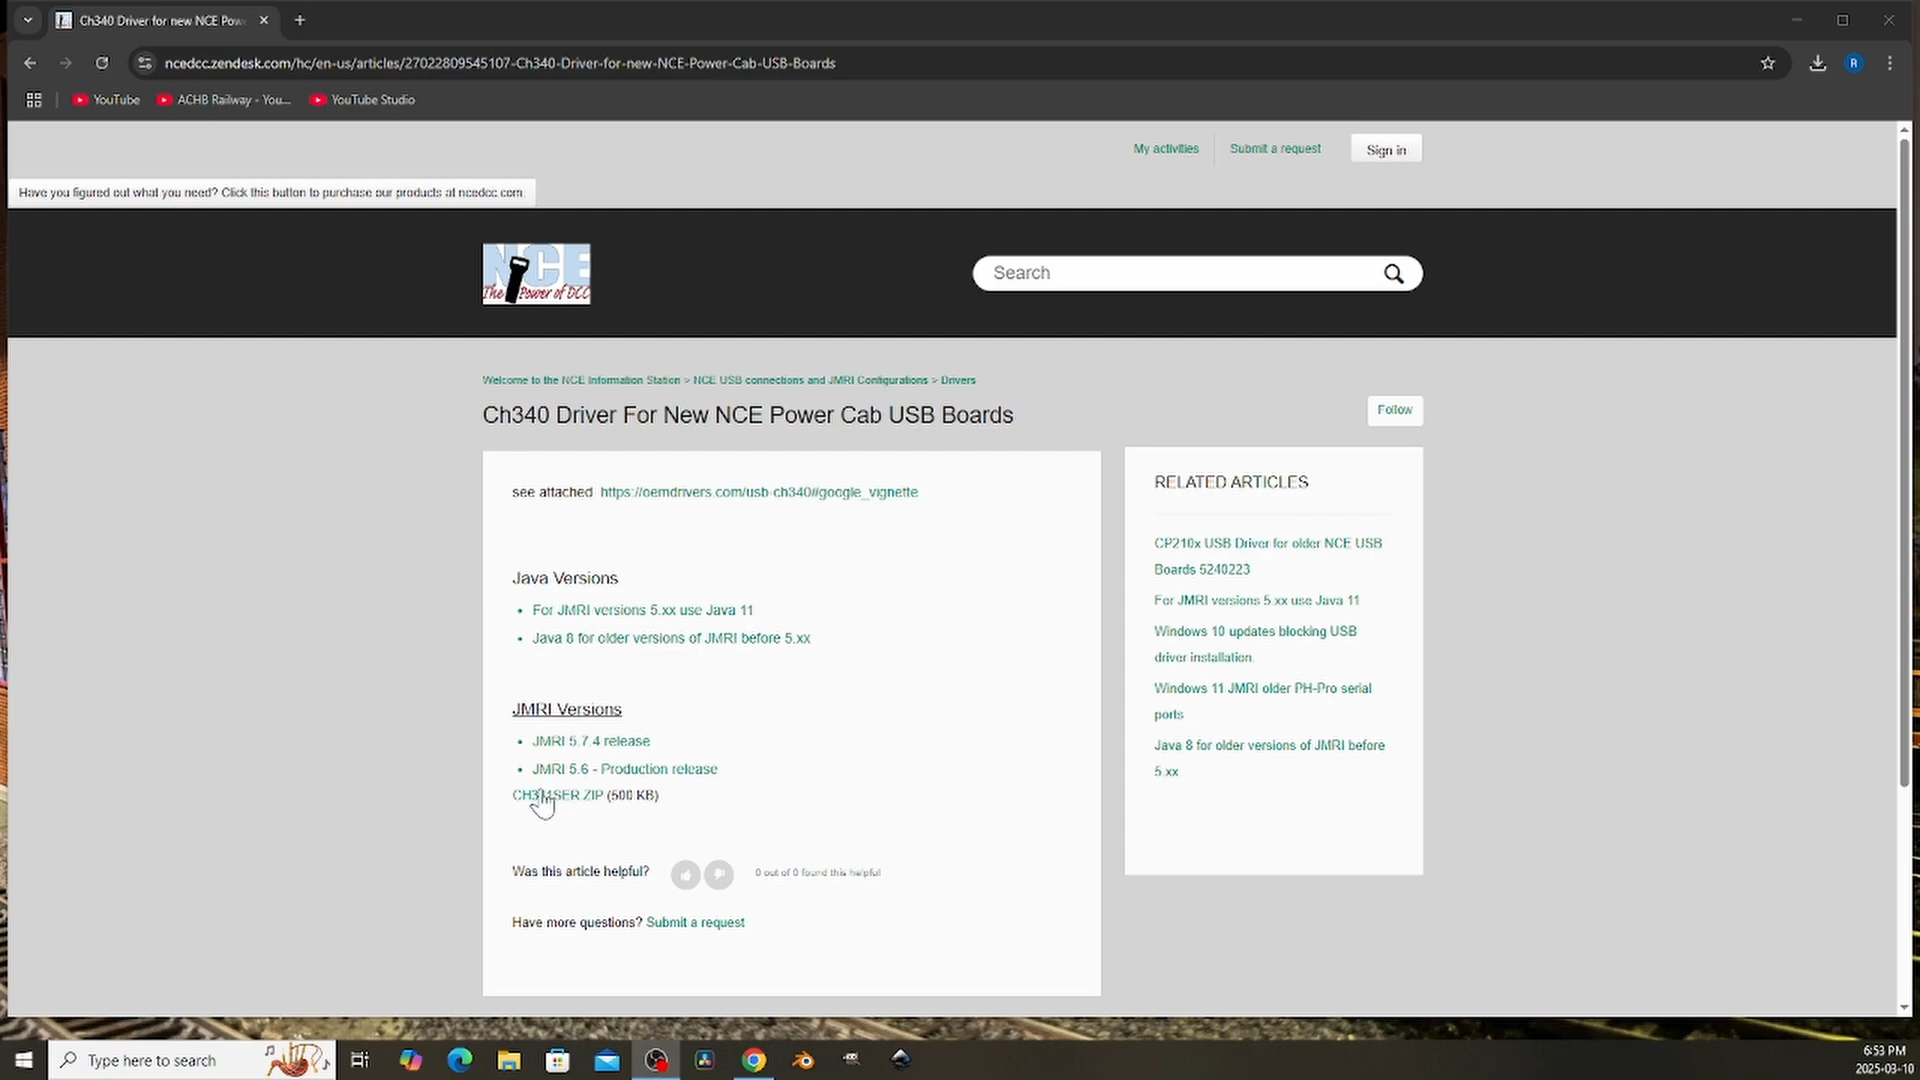 Ch340 Driver for new NCE Pow
ncedcc.zendesk.com/hc/en-us/articles/27022809545107-Ch340-Driver-for-new-NCE-Power-Cab-USB-Boards
R
YouTube
ACHB Railway - You...
YouTube Studio
My activities
Submit a request
Sign in
Have you figured out what you need? Click this button to purchase our products at ncedcc.com.
NCE
The Power of DCC
Search
Welcome to the NCE Information Station > NCE USB connections and JMRI Configurations > Drivers
Ch340 Driver For New NCE Power Cab USB Boards
Follow
see attached https://oemdrivers.com/usb-ch340#google_vignette
Java Versions
• For JMRI versions 5.xx use Java 11
• Java 8 for older versions of JMRI before 5.xx
JMRI Versions
• JMRI 5.7.4 release
• JMRI 5.6 - Production release
(500 KB)
Was this article helpful?
0 out of 0 found this helpful
Have more questions? Submit a request
RELATED ARTICLES
CP210x USB Driver for older NCE USB
Boards 5240223
For JMRI versions 5.xx use Java 11
Windows 10 updates blocking USB
driver installation.
Windows 11 JMRI older PH-Pro serial
ports
Java 8 for older versions of JMRI before
5.xx
Type here to search
6:53 PM
2025-03-10